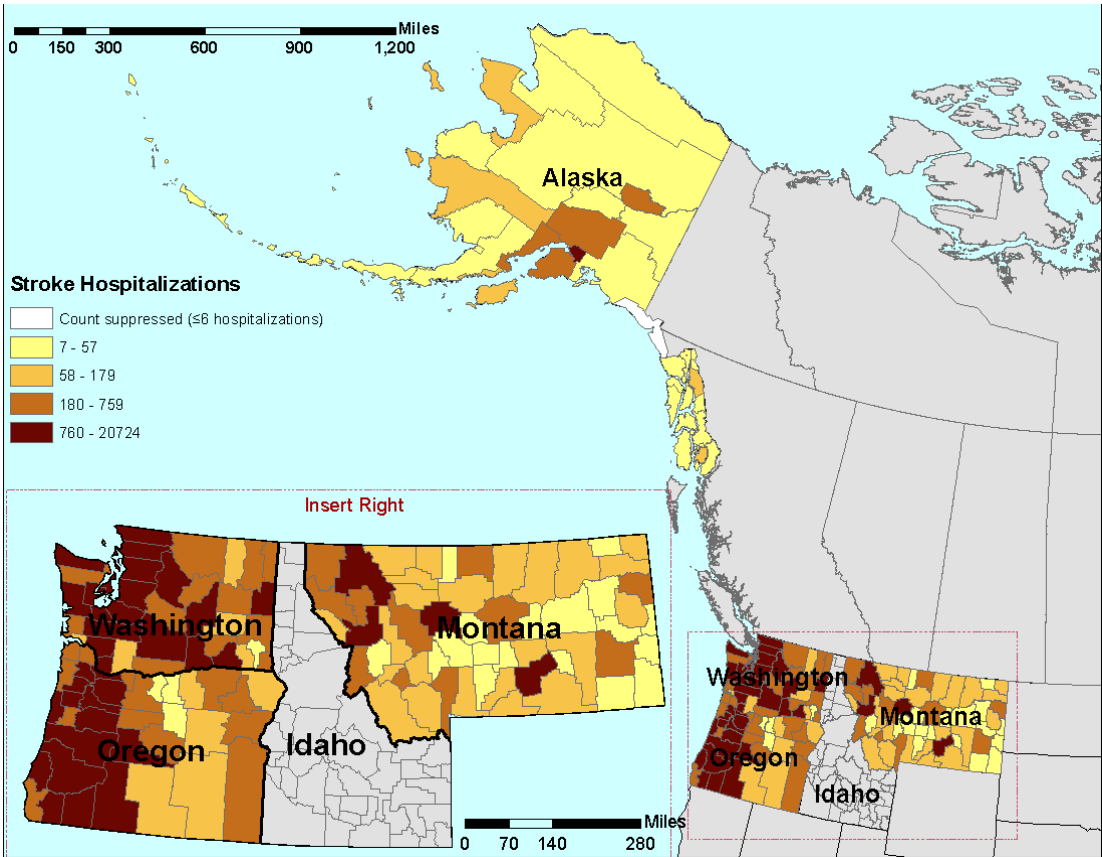 Miles
0 150 300 600 900 1,200
Alaska
Stroke Hospitalizations
Count suppressed (≤6 hospitalizations)
7 - 57
58 - 179
180 - 759
760 - 20724
Insert Right
Washington
Montana
Oregon
Idaho
Miles
0 70 140 280
Washington
Montana
Oregon
Idaho